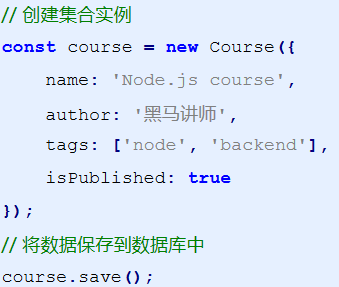 // 创建集合实例
const course = new Course({
    name: 'Node.js course',
    author: '黑马讲师',
    tags: ['node', 'backend'],
    isPublished: true
});
// 将数据保存到数据库中
course.save();